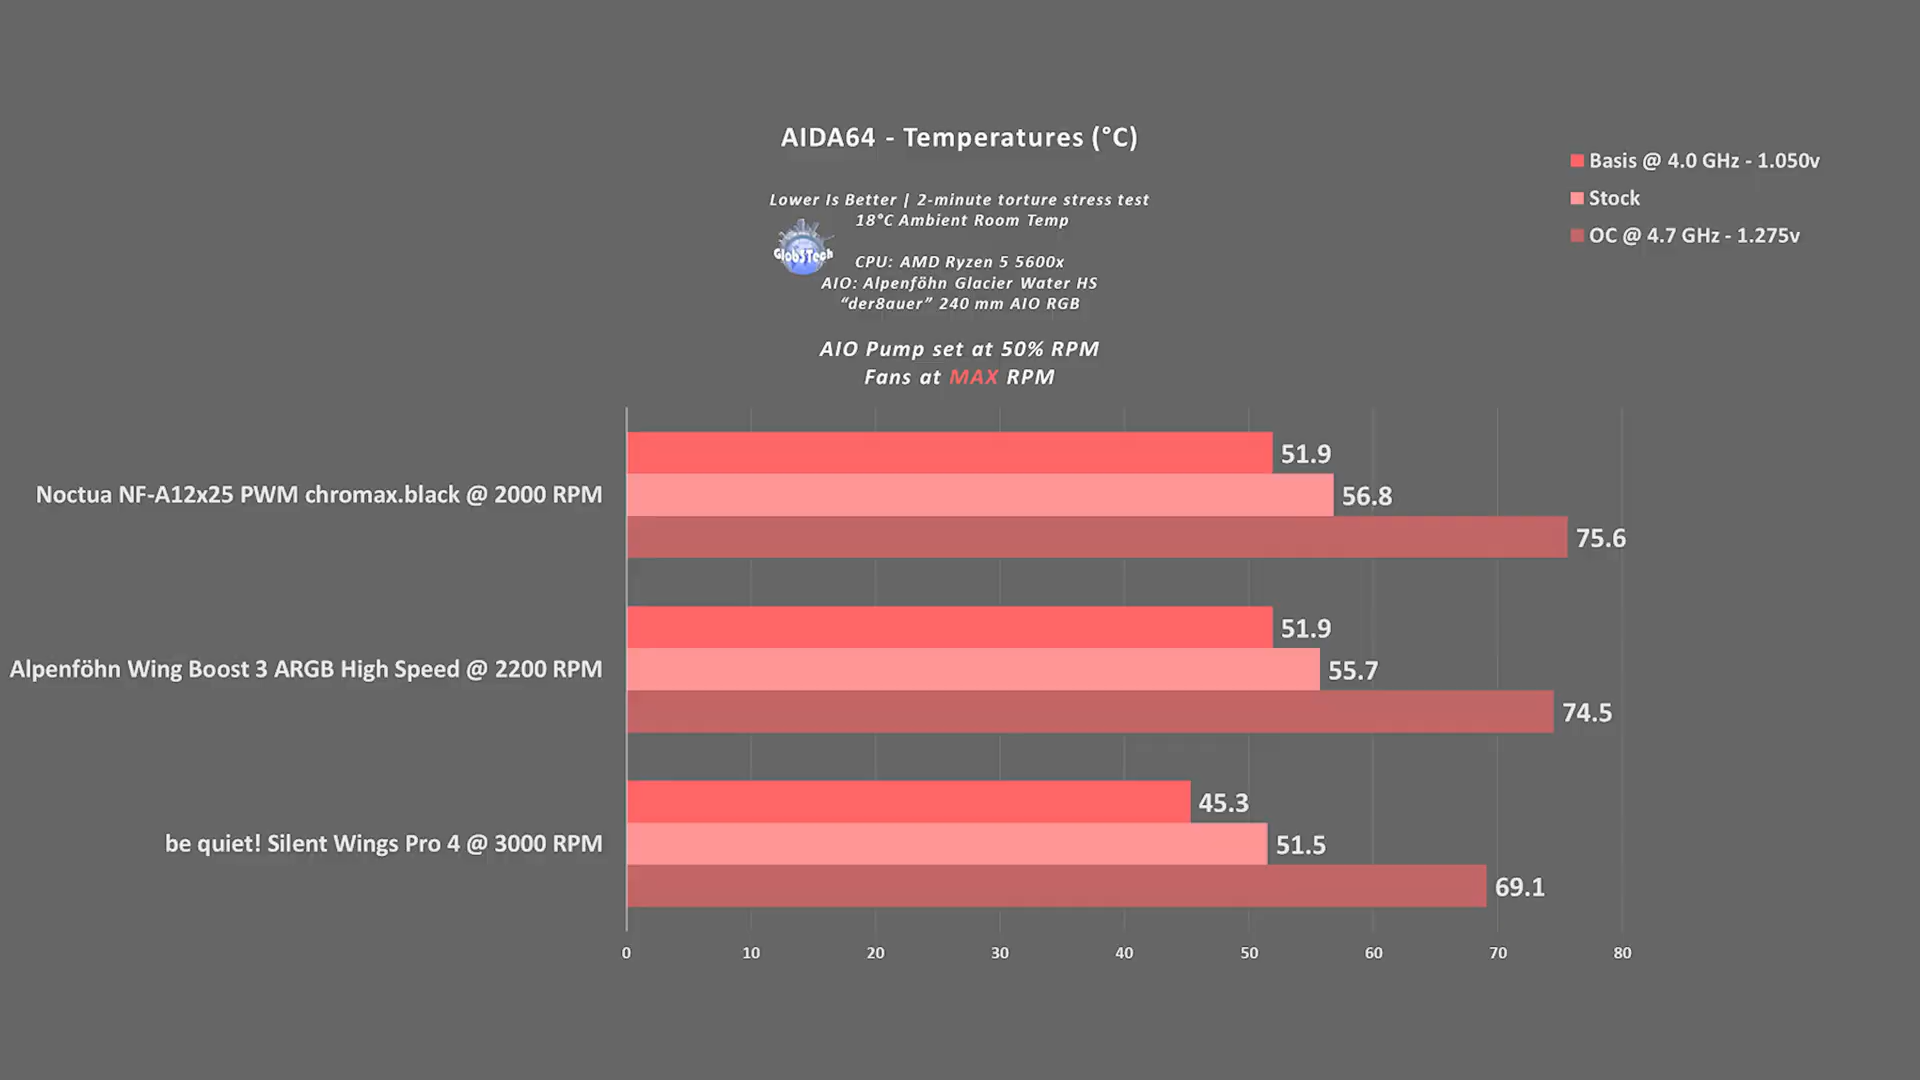 AIDA64 - Temperatures (°C)
Lower Is Better | 2-minute torture stress test
18°C Ambient Room Temp
GlobSTech
CPU: AMD Ryzen 5 5600x
AIO: Alpenföhn Glacier Water HS
“der8auer” 240 mm AIO RGB
AIO Pump set at 50% RPM
Fans at MAX RPM
Basis @ 4.0 GHz - 1.050v
Stock
OC @ 4.7 GHz - 1.275v
Noctua NF-A12x25 PWM chromax.black @ 2000 RPM
51.9
56.8
75.6
Alpenföhn Wing Boost 3 ARGB High Speed @ 2200 RPM
51.9
55.7
74.5
be quiet! Silent Wings Pro 4 @ 3000 RPM
45.3
51.5
69.1
0 10 20 30 40 50 60 70 80